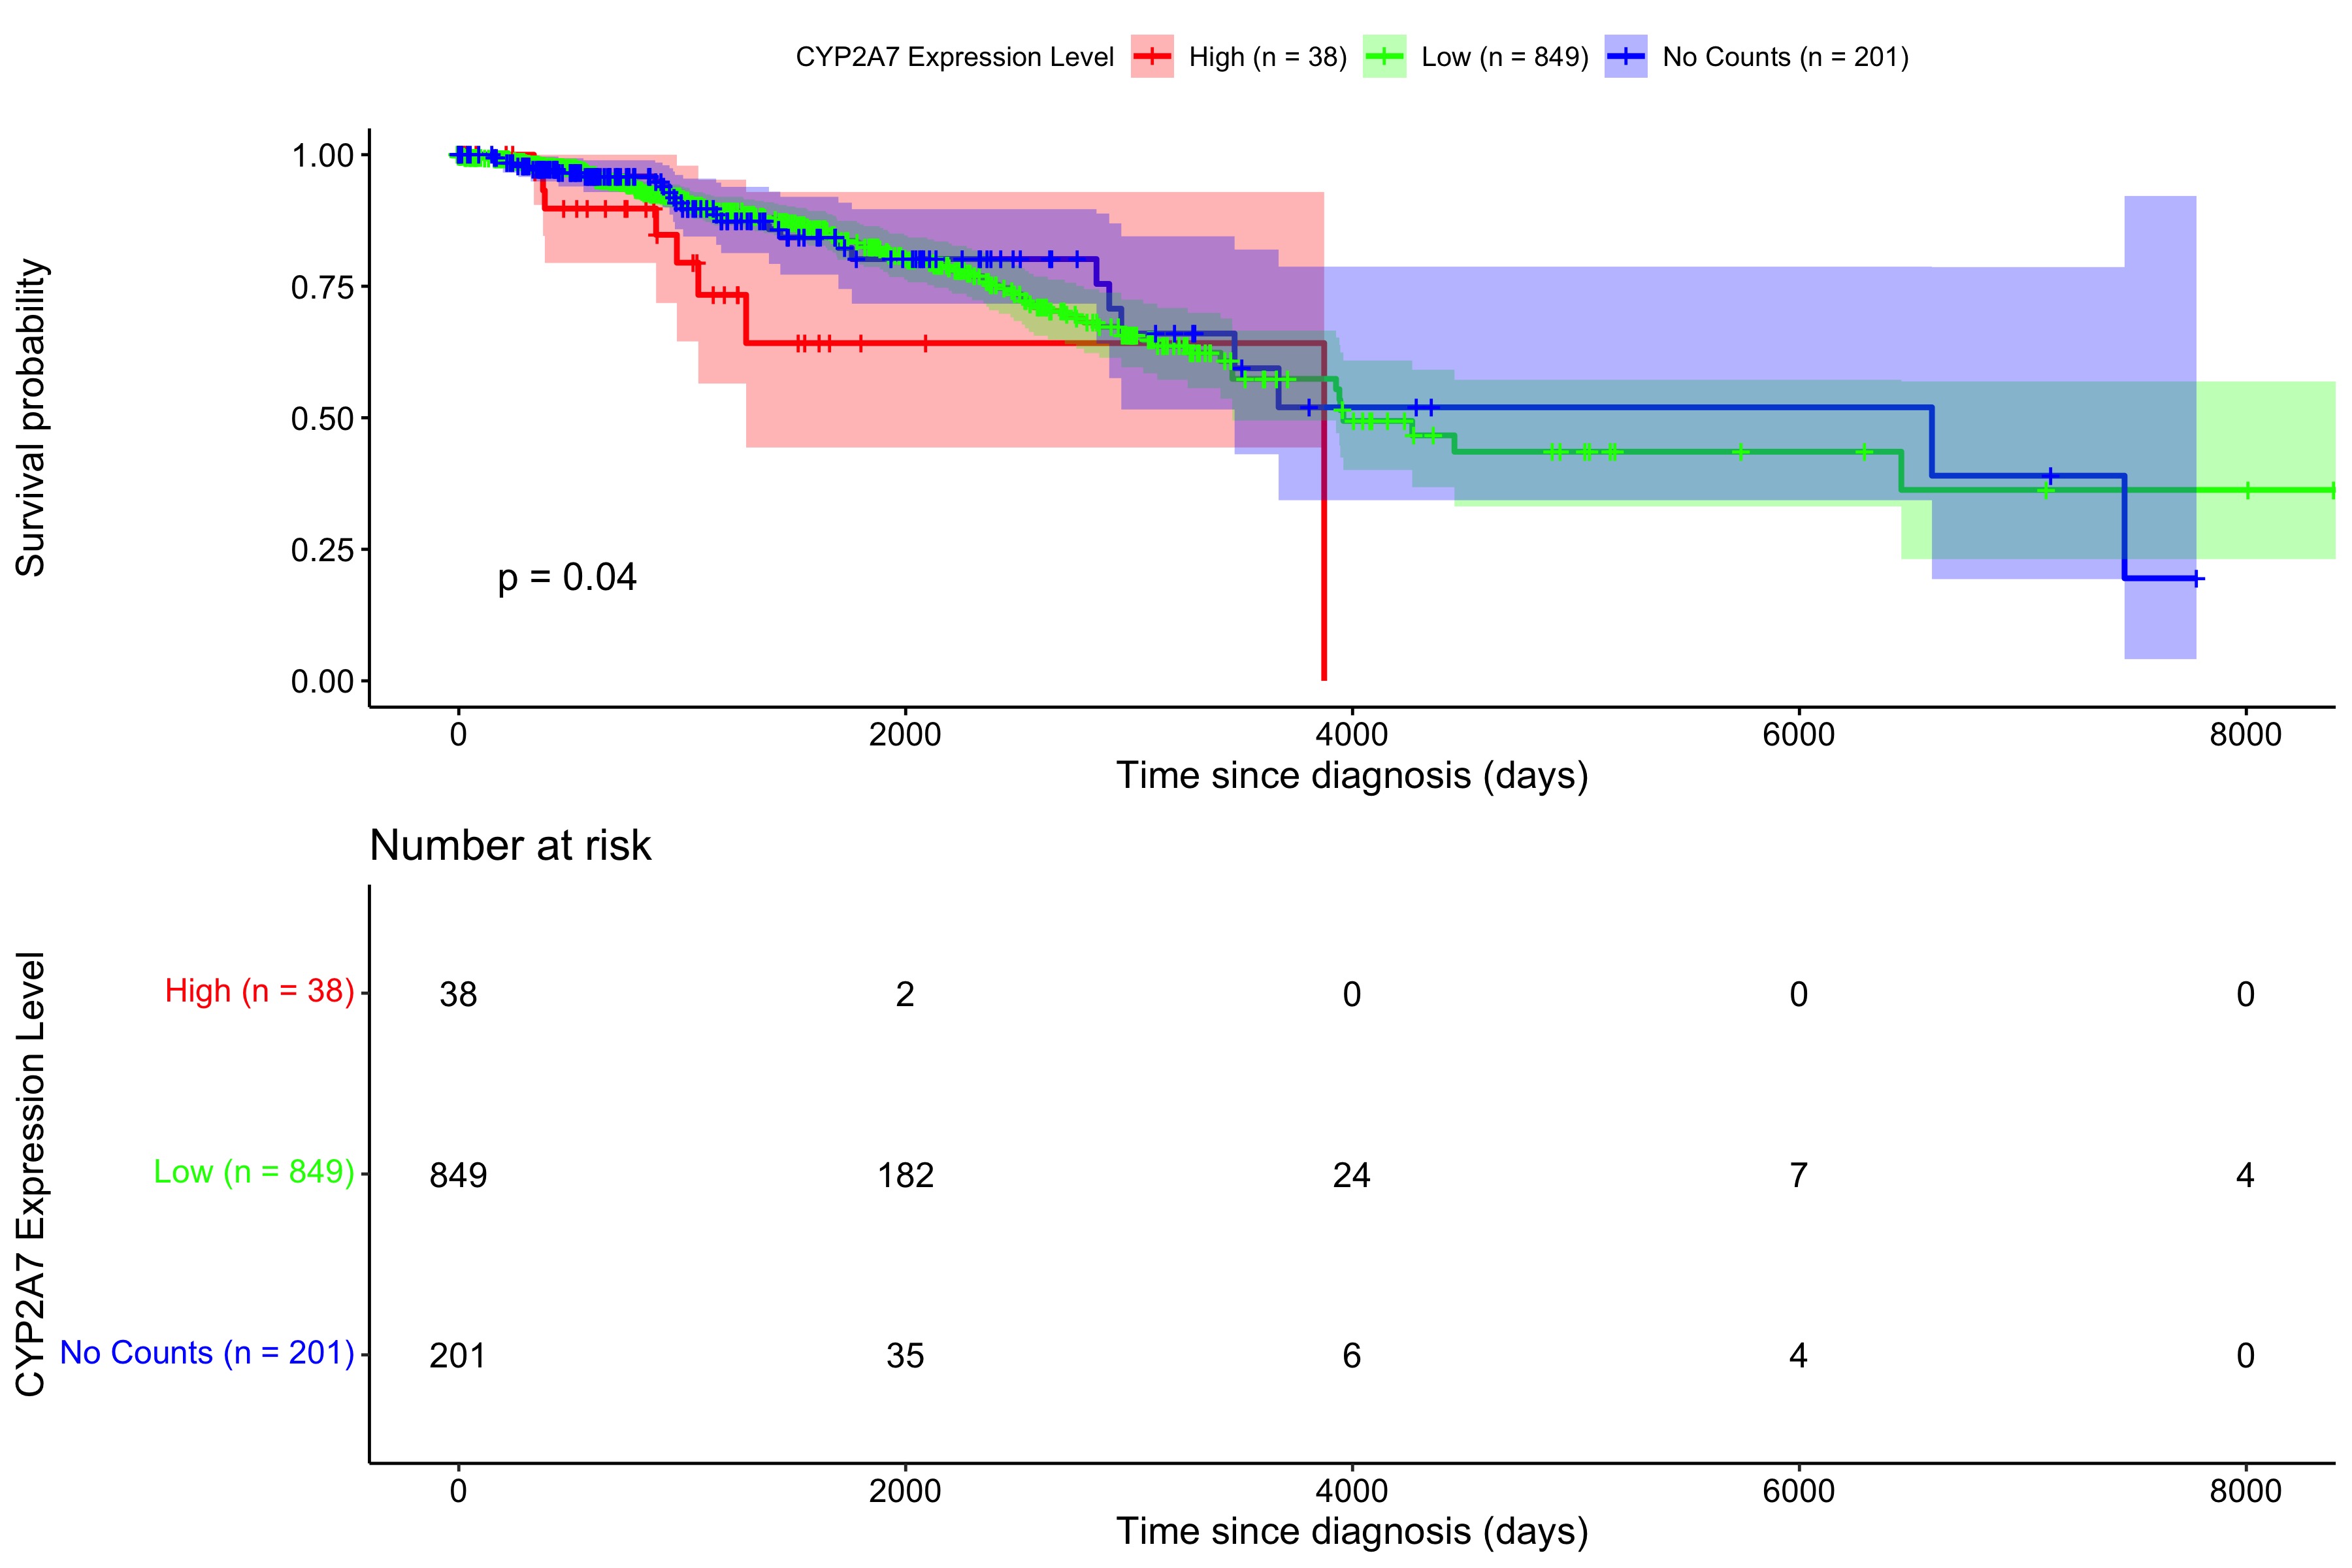 CYP2A7 Expression Level High (n = 38) Low (n = 849) No Counts (n = 201)
Survival probability
1.00
0.75
0.50
0.25
0.00
p = 0.04
0 2000 4000 6000 8000
Time since diagnosis (days)
Number at risk
CYP2A7 Expression Level
High (n = 38) 38 2 0 0 0
Low (n = 849) 849 182 24 7 4
No Counts (n = 201) 201 35 6 4 0
0 2000 4000 6000 8000
Time since diagnosis (days)